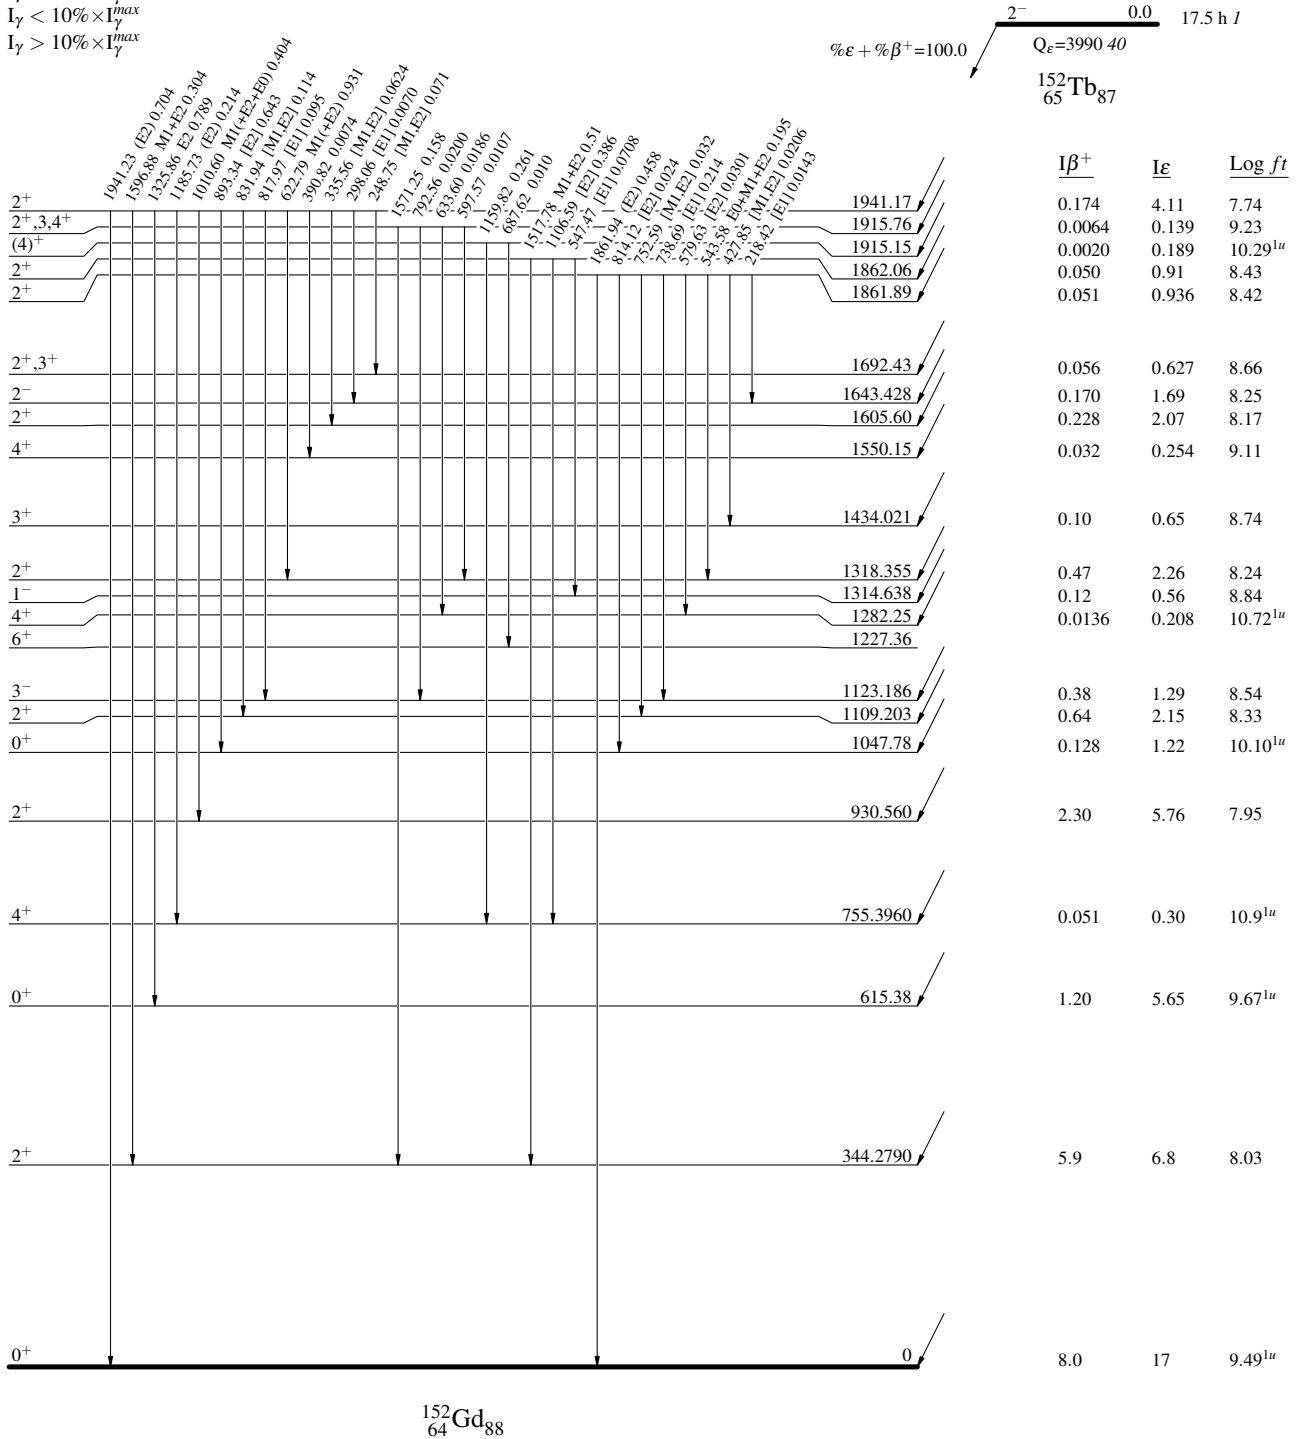 I_γ < 10%×I_γ^max
I_γ > 10%×I_γ^max
2⁻ 0.0 17.5 h 1
%ε + %β⁺=100.0
Q_ε=3990 40
¹⁵²₆₅Tb₈₇
1941.23 (E2) 0.704
1596.88 M1+E2 0.304
1325.86 E2 0.789
1185.73 (E2) 0.214
1010.60 M1(+E2+E0) 0.404
893.34 [E2] 0.643
831.94 [M1,E2] 0.114
817.97 [E1] 0.095
622.79 M1(+E2) 0.931
390.82 0.0074
335.56 [M1,E2] 0.0624
298.06 [E1] 0.0070
248.75 [M1,E2] 0.071
1571.25 0.158
792.56 0.0200
633.60 0.0186
597.57 0.0107
1159.82 0.261
687.62 0.010
1517.78 M1+E2 0.51
1106.59 [E2] 0.386
547.47 [E1] 0.0708
1861.94 (E2) 0.458
814.12 [E2] 0.024
752.59 [M1,E2] 0.032
738.69 [E1] 0.214
579.63 [E2] 0.0301
543.58 E0+M1+E2 0.195
427.85 [M1,E2] 0.0206
218.42 [E1] 0.0143
Iβ⁺ Iε Log ft
2⁺ 1941.17 0.174 4.11 7.74
2⁺,3,4⁺ 1915.76 0.0064 0.139 9.23
(4)⁺ 1915.15 0.0020 0.189 10.29¹ᵘ
2⁺ 1862.06 0.050 0.91 8.43
2⁺ 1861.89 0.051 0.936 8.42
2⁺,3⁺ 1692.43 0.056 0.627 8.66
2⁻ 1643.428 0.170 1.69 8.25
2⁺ 1605.60 0.228 2.07 8.17
4⁺ 1550.15 0.032 0.254 9.11
3⁺ 1434.021 0.10 0.65 8.74
2⁺ 1318.355 0.47 2.26 8.24
1⁻ 1314.638 0.12 0.56 8.84
4⁺ 1282.25 0.0136 0.208 10.72¹ᵘ
6⁺ 1227.36
3⁻ 1123.186 0.38 1.29 8.54
2⁺ 1109.203 0.64 2.15 8.33
0⁺ 1047.78 0.128 1.22 10.10¹ᵘ
2⁺ 930.560 2.30 5.76 7.95
4⁺ 755.3960 0.051 0.30 10.9¹ᵘ
0⁺ 615.38 1.20 5.65 9.67¹ᵘ
2⁺ 344.2790 5.9 6.8 8.03
0⁺ 0 8.0 17 9.49¹ᵘ
¹⁵²₆₄Gd₈₈